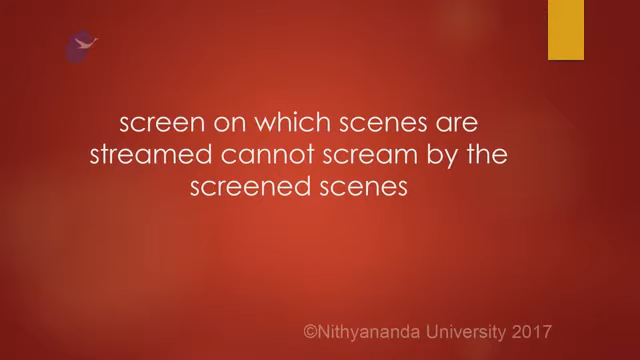 screen on which scenes are
streamed cannot scream by the
screened scenes
©Nithyananda University 2017